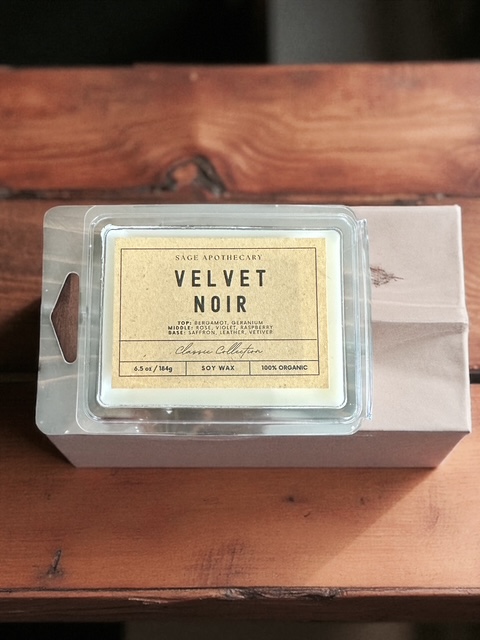 SAGE APOTHECARY
VELVET
NOIR
TOP: BERGAMOT, GERANIUM
MIDDLE: ROSE, VIOLET, RASPBERRY
BASE: SAFFRON, LEATHER, VETIVER
Classic Collection
6.5 oz / 184g SOY WAX 100% ORGANIC